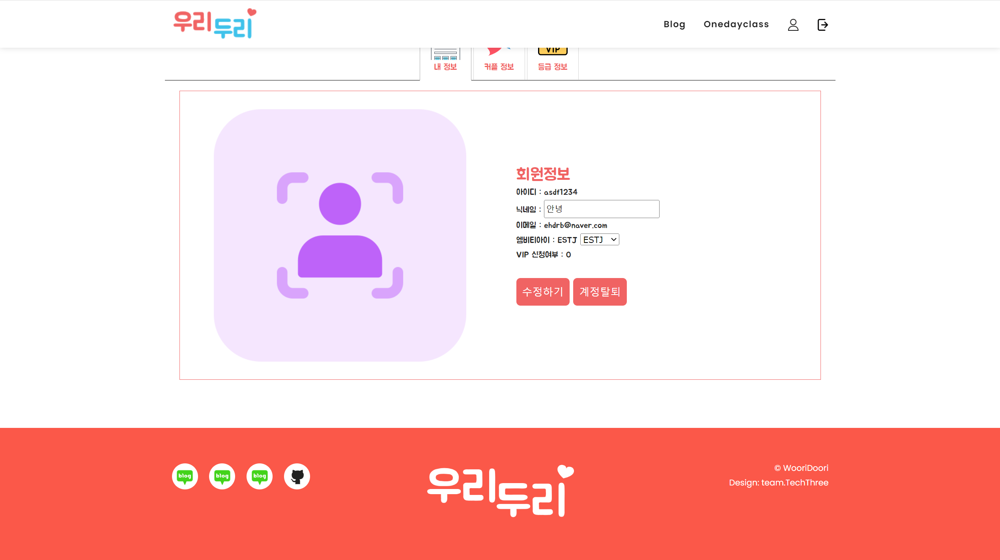 우리두리
Blog
Onedayclass
VIP
내 정보
커플 정보
등급 정보
회원정보
아이디 : asdf1234
닉네임 : 안녕
이메일 : ehdrb@naver.com
엠비티아이 : ESTJ ESTJ
VIP 신청여부 : 0
수정하기
계정탈퇴
blog
blog
blog
우리두리
© WooriDoori
Design: team.TechThree